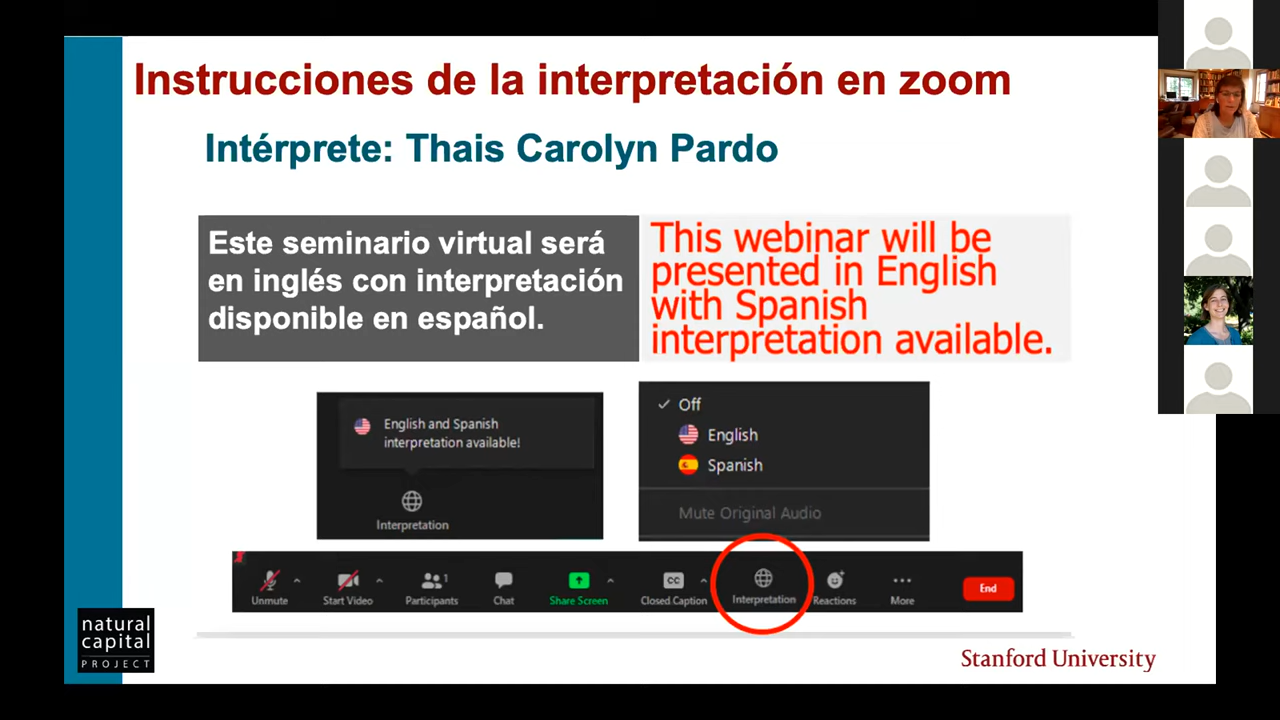 Instrucciones de la interpretación en zoom
Intérprete: Thais Carolyn Pardo
Este seminario virtual será
en inglés con interpretación
disponible en español.
This webinar will be
presented in English
with Spanish
interpretation available.
English and Spanish
interpretation available!
Interpretation
Off
English
Spanish
Mute Original Audio
Unmute
Start Video
Participants
1
Chat
Share Screen
CC
Closed Caption
Interpretation
Reactions
More
End
natural
capital
PROJECT
Stanford University